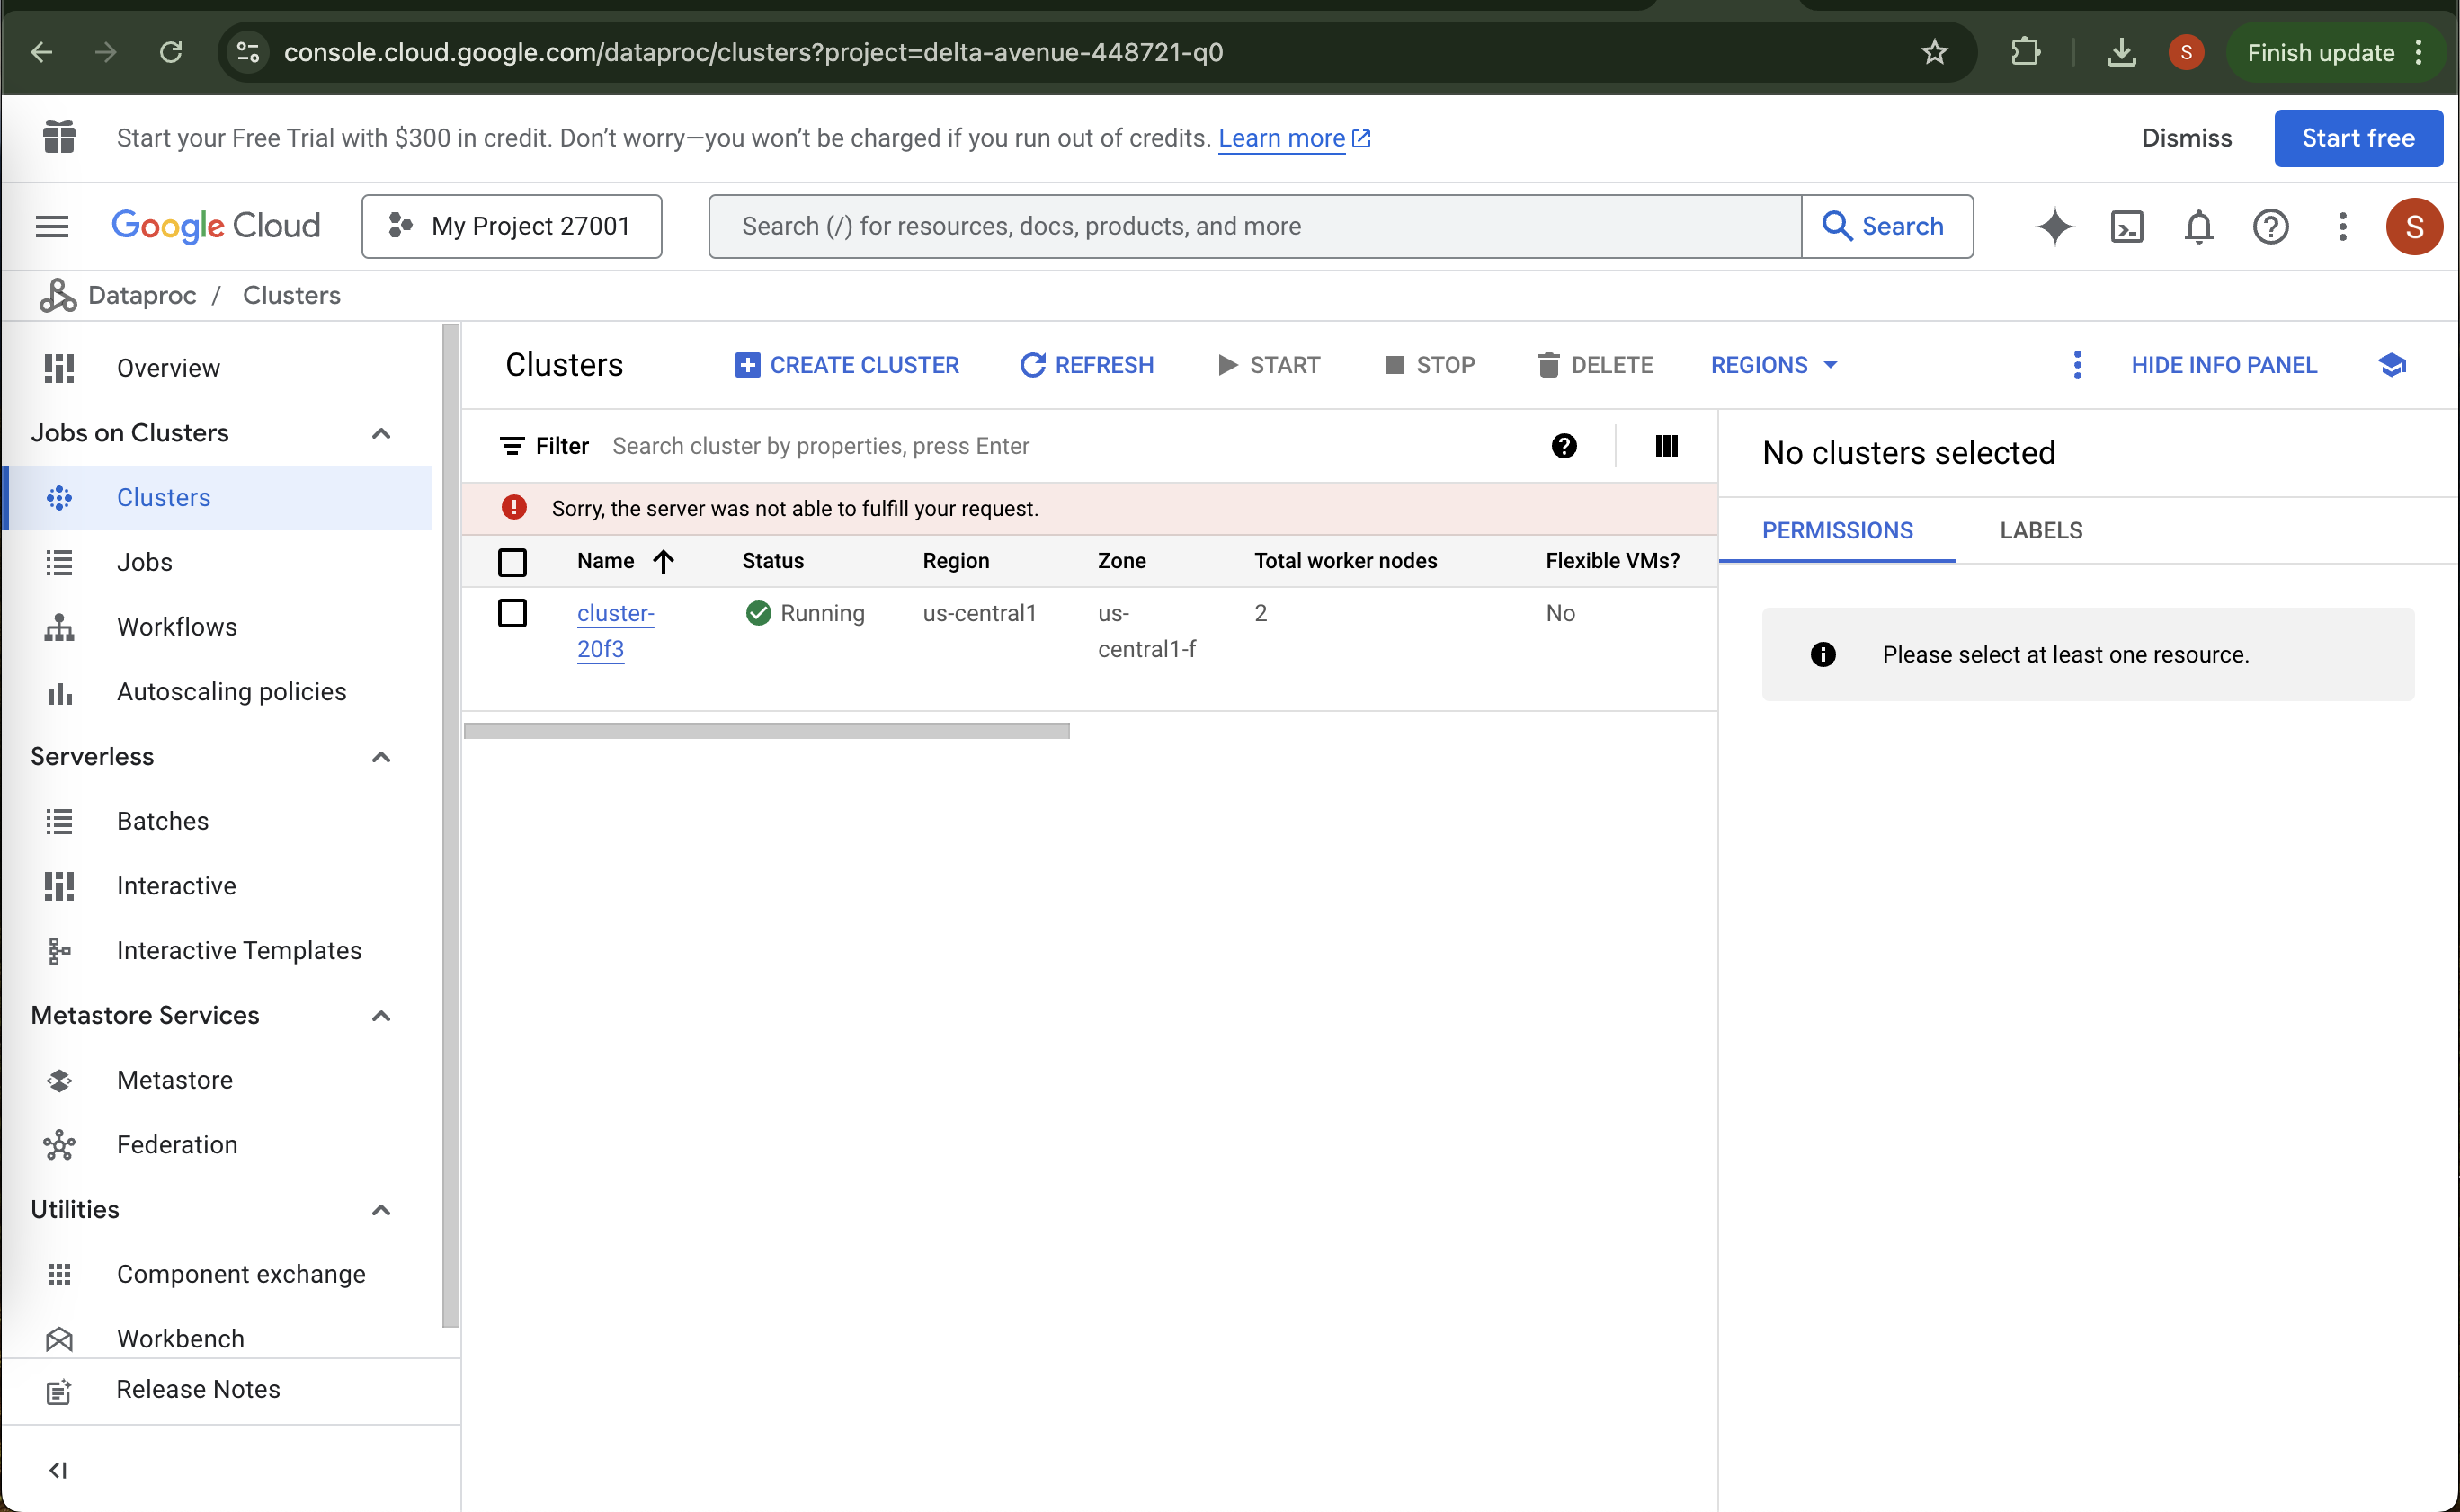 console.cloud.google.com/dataproc/clusters?project=delta-avenue-448721-q0
S
Finish update
Start your Free Trial with $300 in credit. Don’t worry—you won’t be charged if you run out of credits. Learn more
Dismiss
Start free
Google Cloud
My Project 27001
Search (/) for resources, docs, products, and more
Search
S
Dataproc / Clusters
Overview
Jobs on Clusters
Clusters
Jobs
Workflows
Autoscaling policies
Serverless
Batches
Interactive
Interactive Templates
Metastore Services
Metastore
Federation
Utilities
Component exchange
Workbench
Release Notes
Clusters
CREATE CLUSTER
REFRESH
START
STOP
DELETE
REGIONS
HIDE INFO PANEL
Filter Search cluster by properties, press Enter
Sorry, the server was not able to fulfill your request.
Name Status Region Zone Total worker nodes Flexible VMs?
cluster-20f3 Running us-central1 us-central1-f 2 No
No clusters selected
PERMISSIONS LABELS
Please select at least one resource.